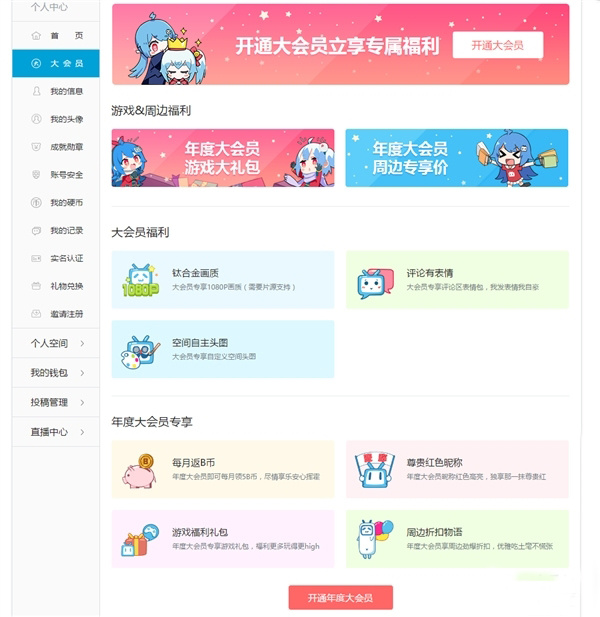 个人中心
首 页
大 会 员
我的信息
我的头像
成就勋章
账号安全
我的硬币
我的记录
实名认证
礼物兑换
邀请注册
个人空间
我的钱包
投稿管理
直播中心
开通大会员立享专属福利
开通大会员
游戏&周边福利
年度大会员
游戏大礼包
年度大会员
周边专享价
大会员福利
钛合金画质
大会员专享1080P画质（需要片源支持）
评论有表情
大会员专享评论区表情包，我发表情我自豪
空间自主头图
大会员专享自定义空间头图
年度大会员专享
每月返B币
年度大会员即可每月领5B币，尽情享乐安心挥霍
尊贵红色昵称
年度大会员昵称红色高亮，独享那一抹尊贵红
游戏福利礼包
年度大会员专享游戏礼包，福利更多玩得更high
周边折扣物语
年度大会员享周边劲爆折扣，优雅吃土常不慌张
1080P
开通年度大会员